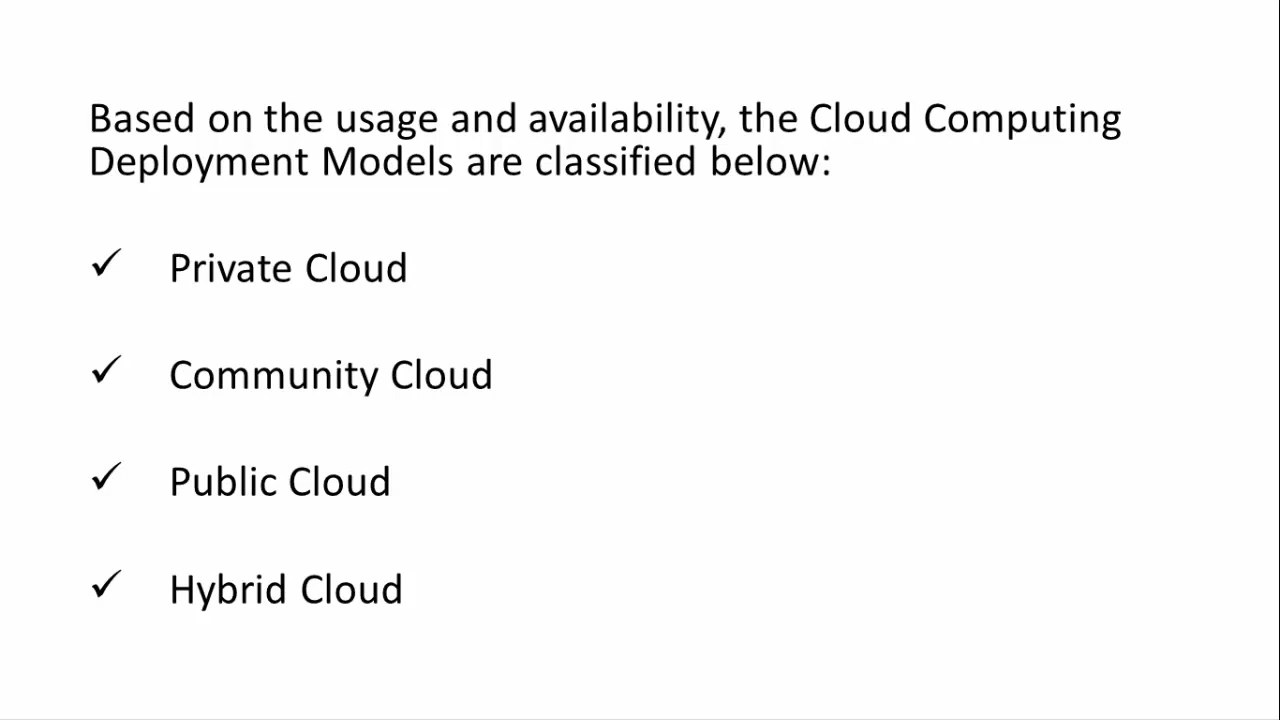 Based on the usage and availability, the Cloud Computing
Deployment Models are classified below:
✓ Private Cloud
✓ Community Cloud
✓ Public Cloud
✓ Hybrid Cloud